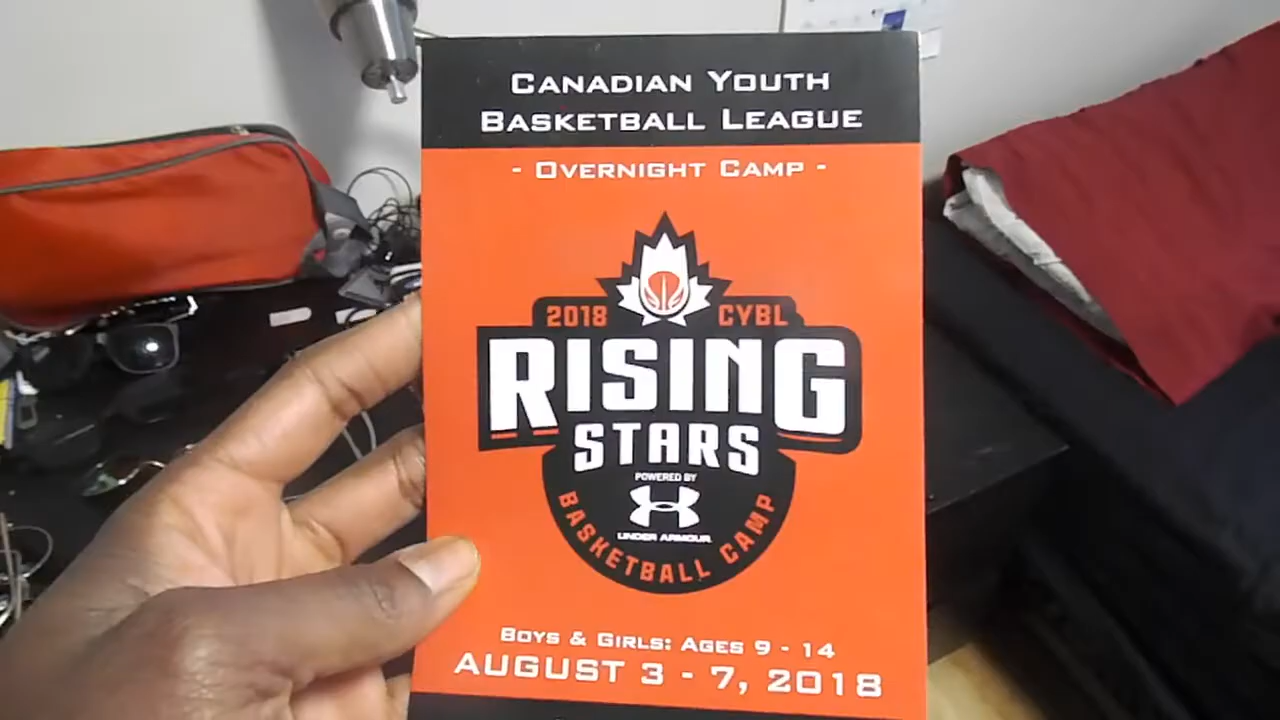 CANADIAN YOUTH
BASKETBALL LEAGUE
- OVERNIGHT CAMP -
2018 CYBL
RISING
STARS
POWERED BY
UNDER ARMOUR
BASKETBALL CAMP
BOYS & GIRLS: AGES 9 - 14
AUGUST 3 - 7, 2018